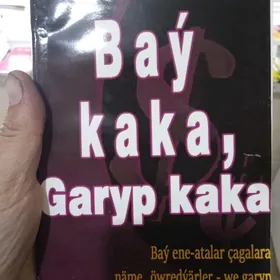 Baý
kaka,
Garyp kaka
Baý ene-atalar çagalara
näme öwredýärler - we garyp